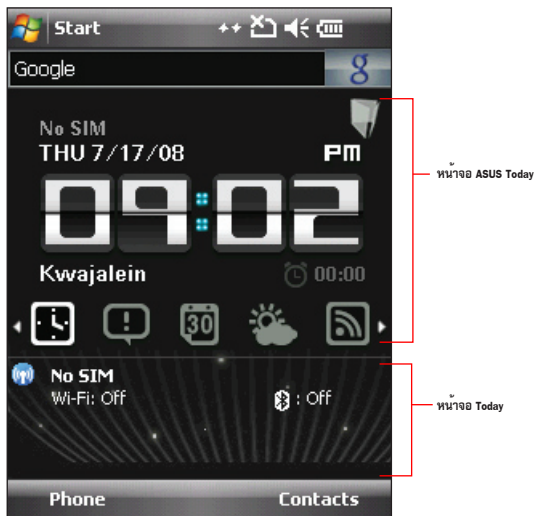 Start
Google
g
No SIM
THU 7/17/08 PM
09:02
Kwajalein 00:00
30
หน้าจอ ASUS Today
No SIM
Wi-Fi: Off : Off
หน้าจอ Today
Phone Contacts